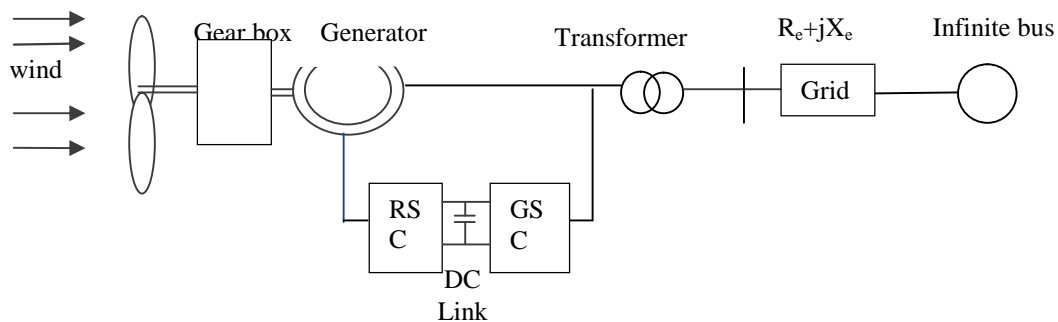 Gear box
Generator
Transformer
Rₑ+jXₑ
Infinite bus
wind
Grid
RS
C
GS
C
DC
Link